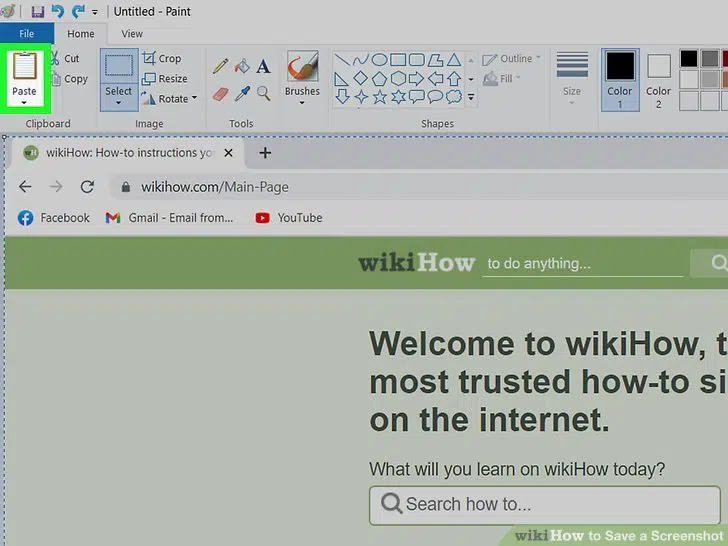 Untitled - Paint
File Home View
Cut
Copy
Paste
Clipboard
Select
Crop
Resize
Rotate
Image
A
Tools
Brushes
Outline
Fill
Shapes
Size
Color 1
Color 2
wikiHow: How-to instructions yo
wikihow.com/Main-Page
Facebook Gmail - Email from... YouTube
wikiHow to do anything...
Welcome to wikiHow, t
most trusted how-to si
on the internet.
What will you learn on wikiHow today?
Search how to...
wikiHow to Save a Screenshot